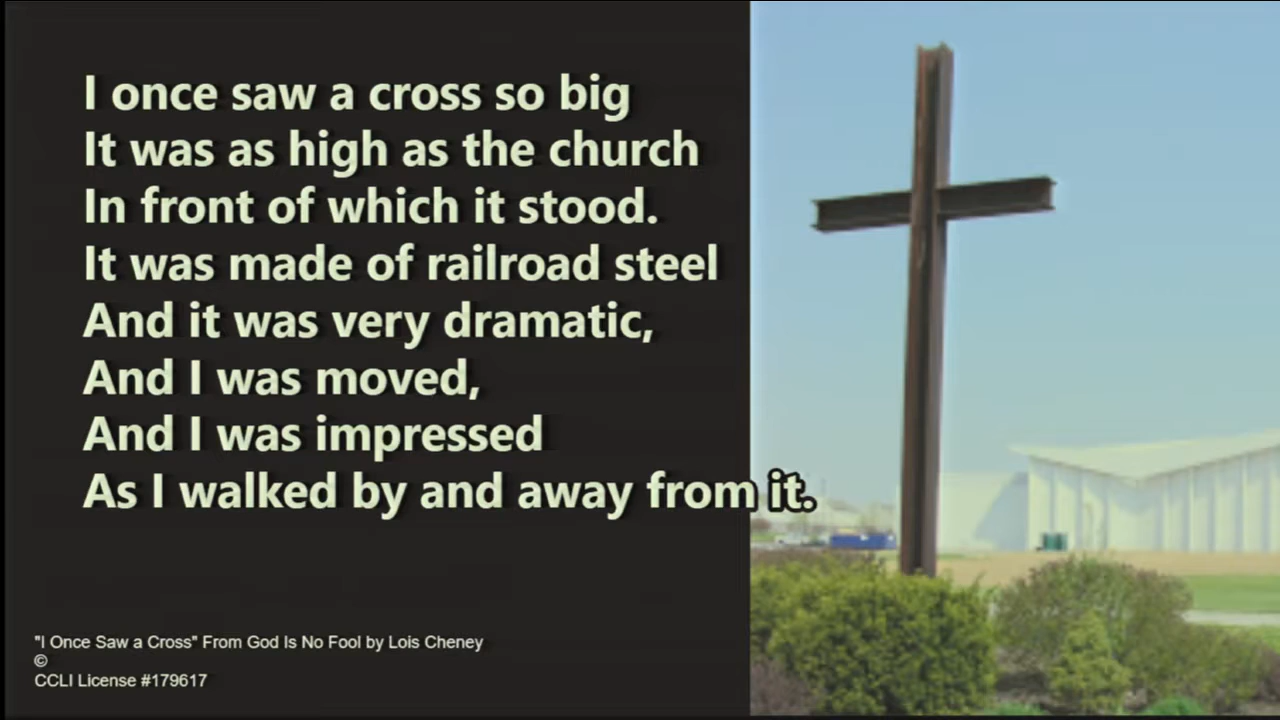 I once saw a cross so big
It was as high as the church
In front of which it stood.
It was made of railroad steel
And it was very dramatic,
And I was moved,
And I was impressed
As I walked by and away from it.
"I Once Saw a Cross" From God Is No Fool by Lois Cheney
©
CCLI License #179617